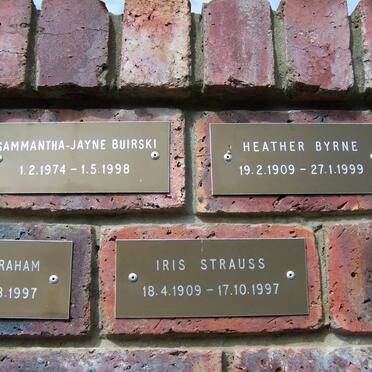 SAMMANTHA-JAYNE BUIRSKI
1.2.1974 - 1.5.1998
HEATHER BYRNE
19.2.1909 - 27.1.1999
RAHAM
3.1997
IRIS STRAUSS
18.4.1909 - 17.10.1997